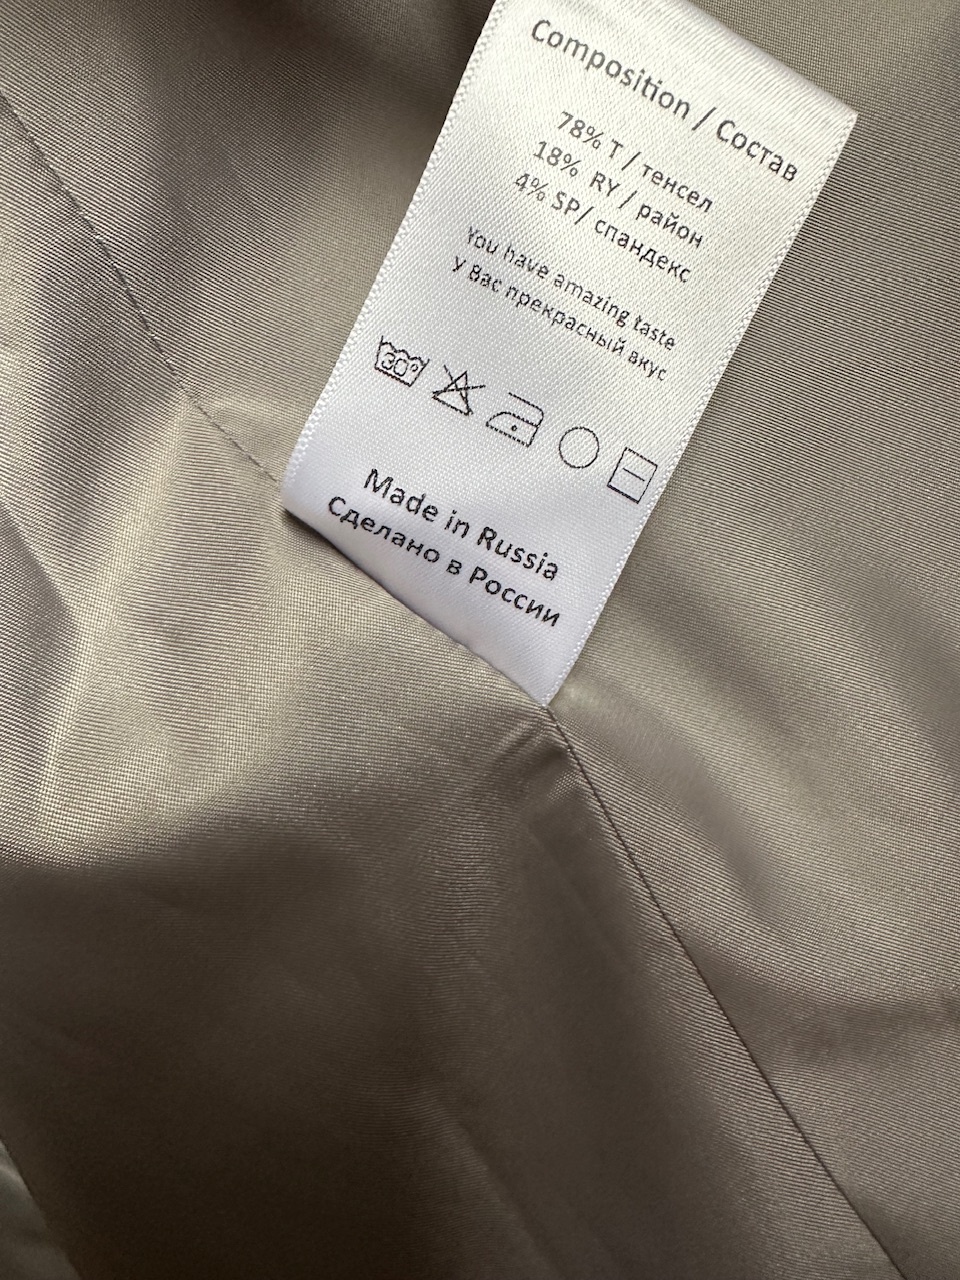 Composition / Состав
78% T / тенсел
18% RY / район
4% SP/ спандекс
You have amazing taste
у Вас прекрасный вкус
30°
Made in Russia
Сделано в России